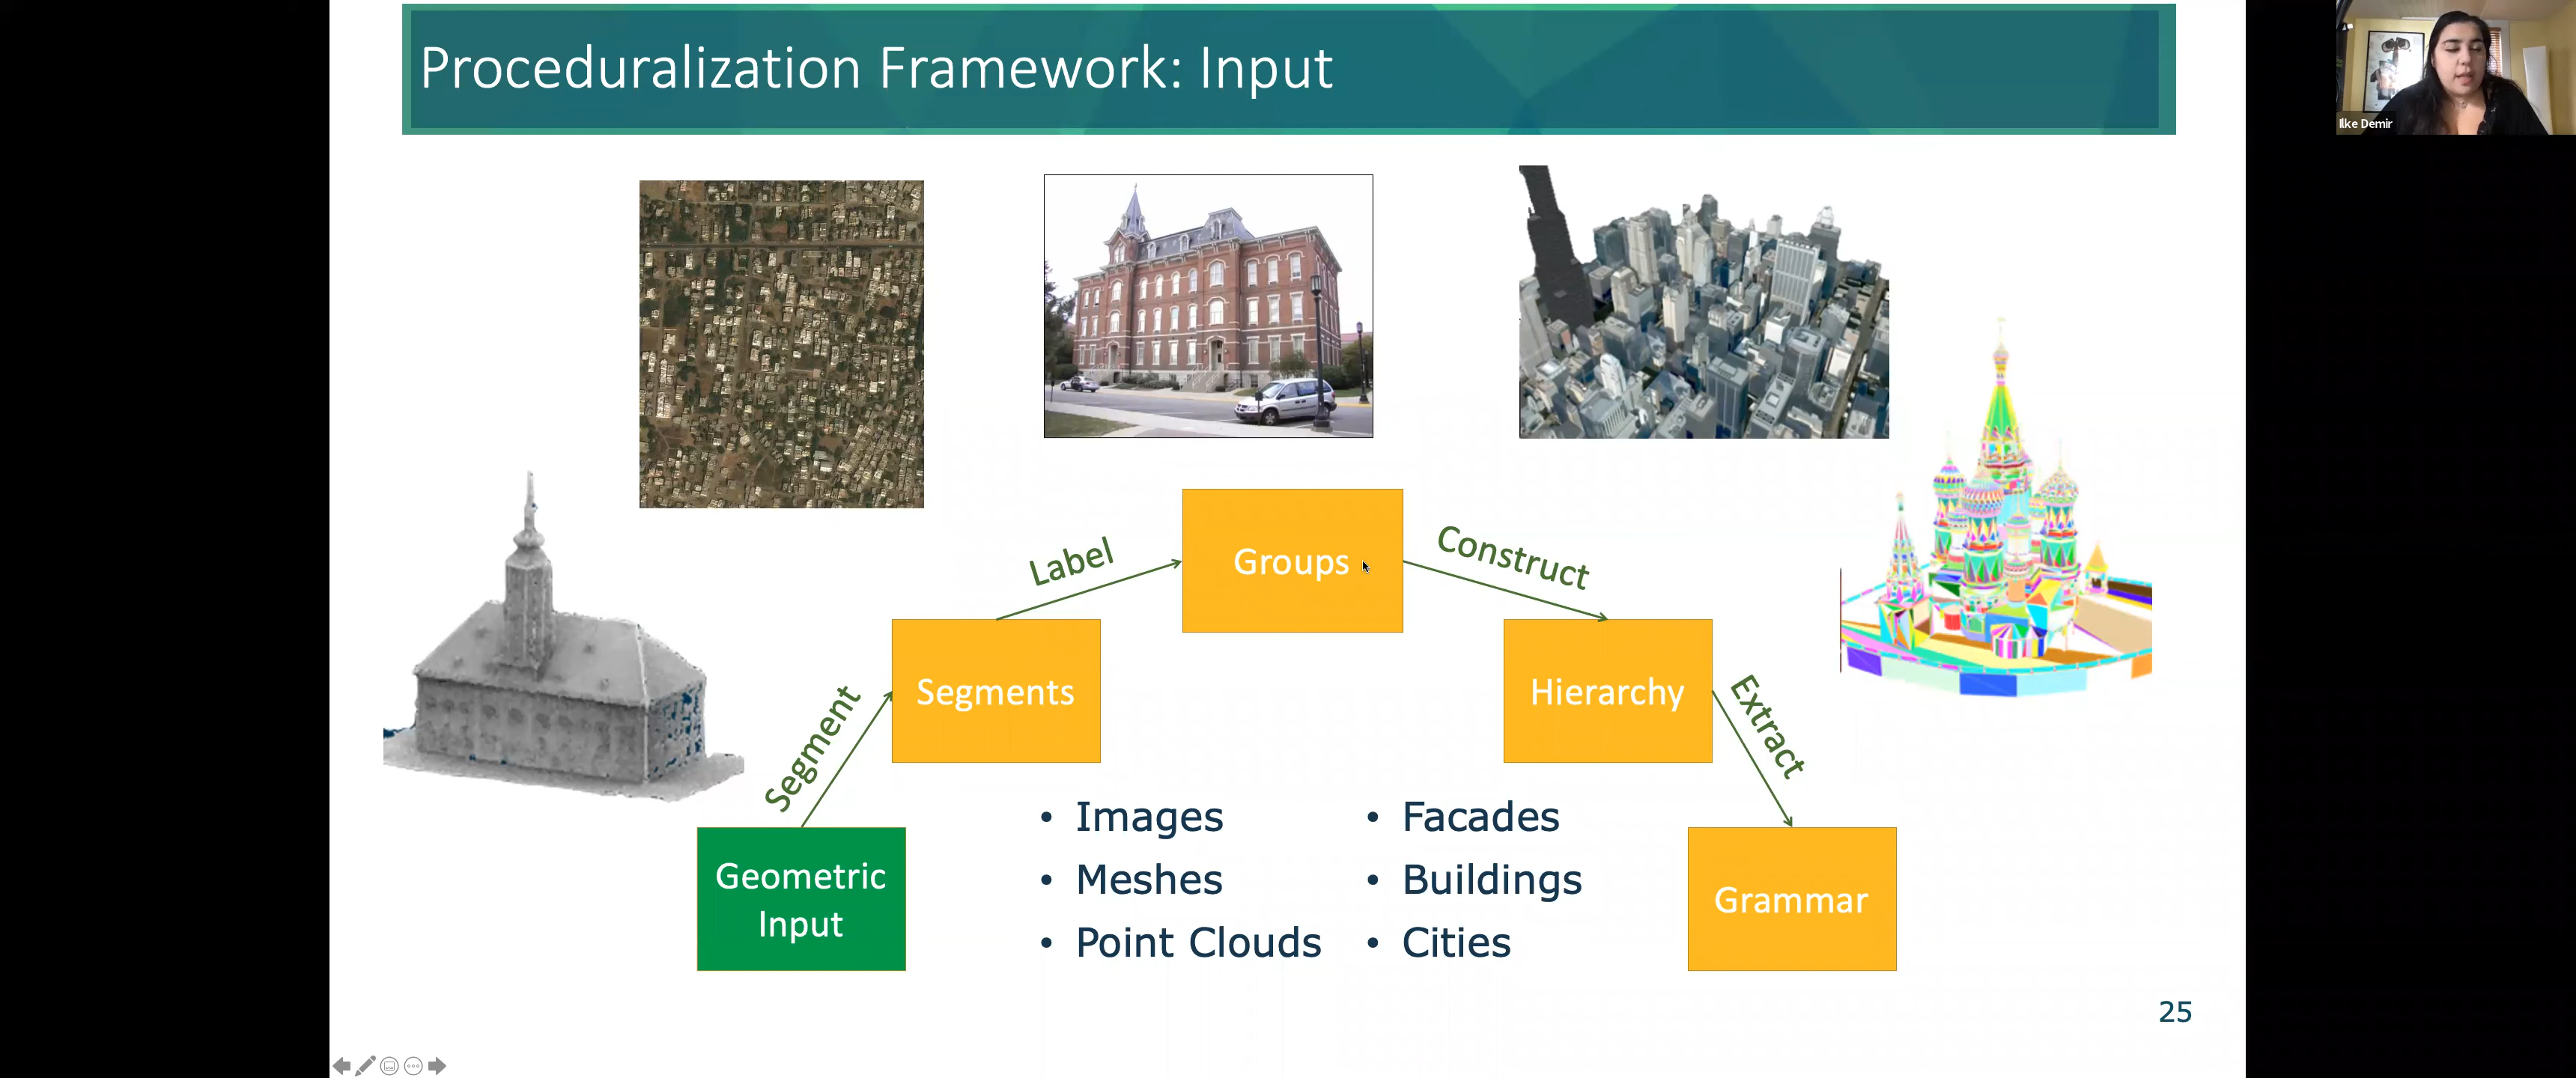 Proceduralization Framework: Input
Ilke Demir
Label
Groups
Construct
Segment
Segments
Hierarchy
Extract
Geometric
Input
• Images
• Meshes
• Point Clouds
• Facades
• Buildings
• Cities
Grammar
25